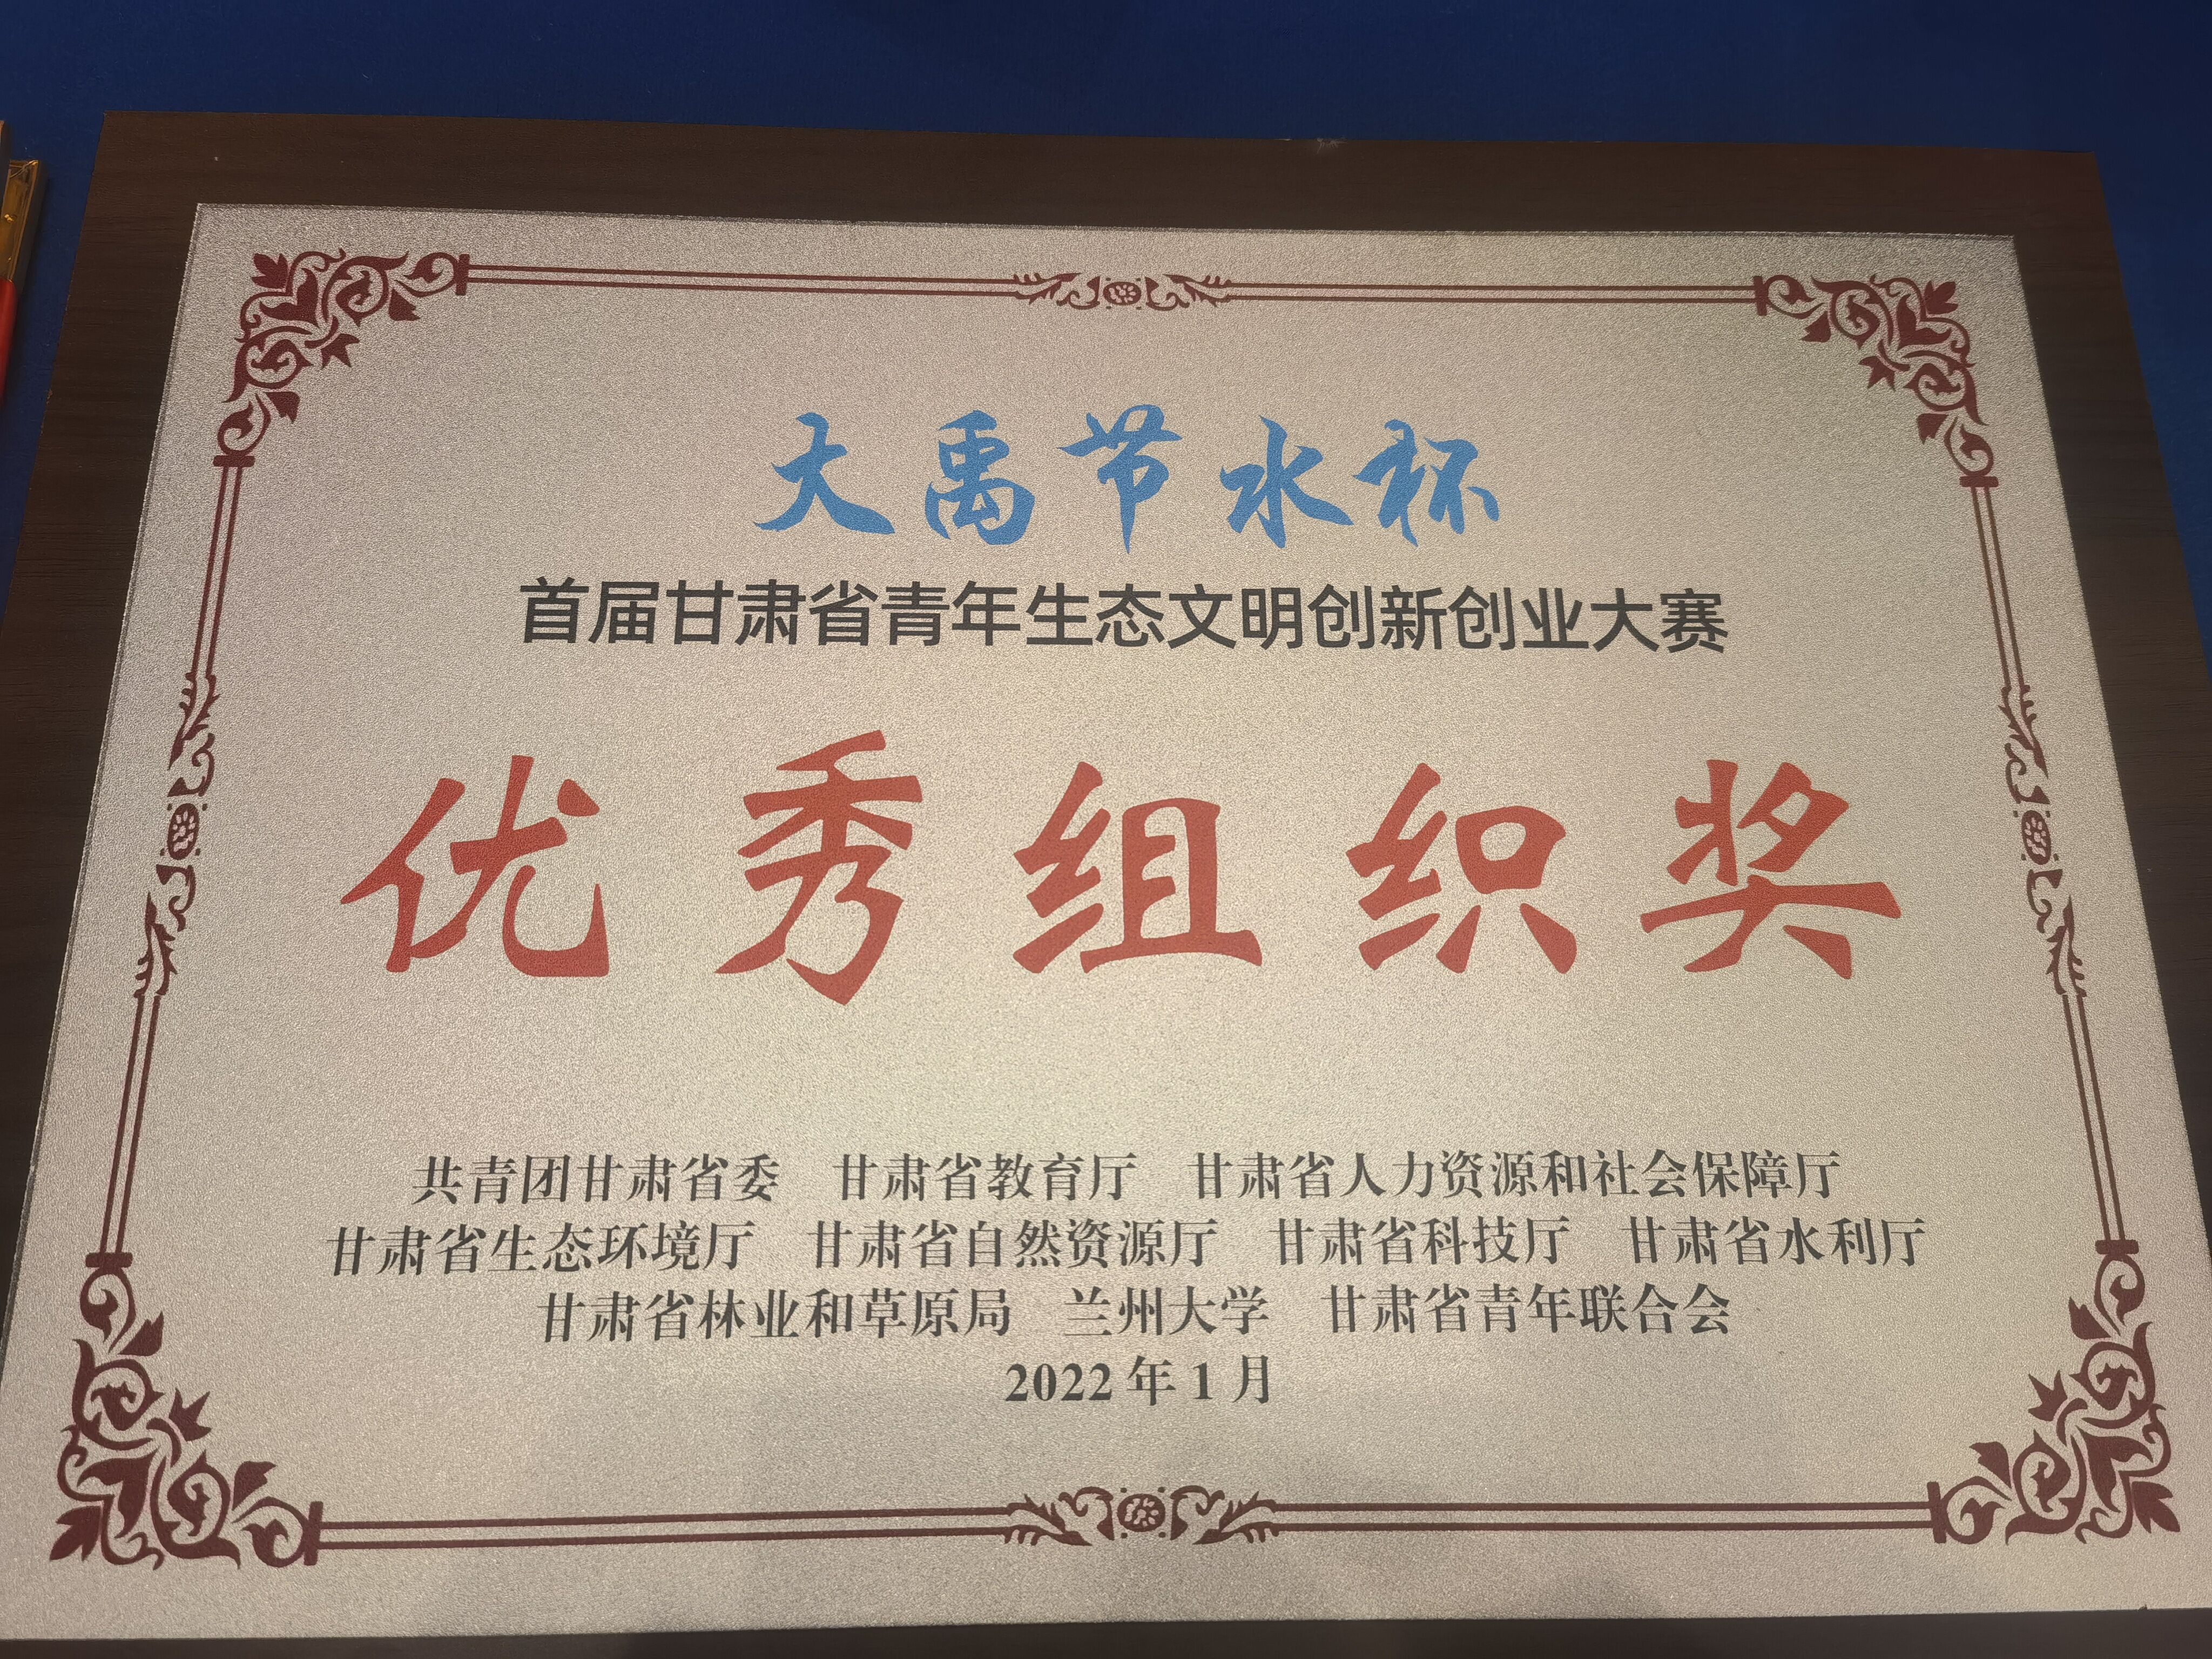 大禹节水杯
首届甘肃省青年生态文明创新创业大赛
优秀组织奖
共青团甘肃省委 甘肃省教育厅 甘肃省人力资源和社会保障厅
甘肃省生态环境厅 甘肃省自然资源厅 甘肃省科技厅 甘肃省水利厅
甘肃省林业和草原局 兰州大学 甘肃省青年联合会
2022年1月